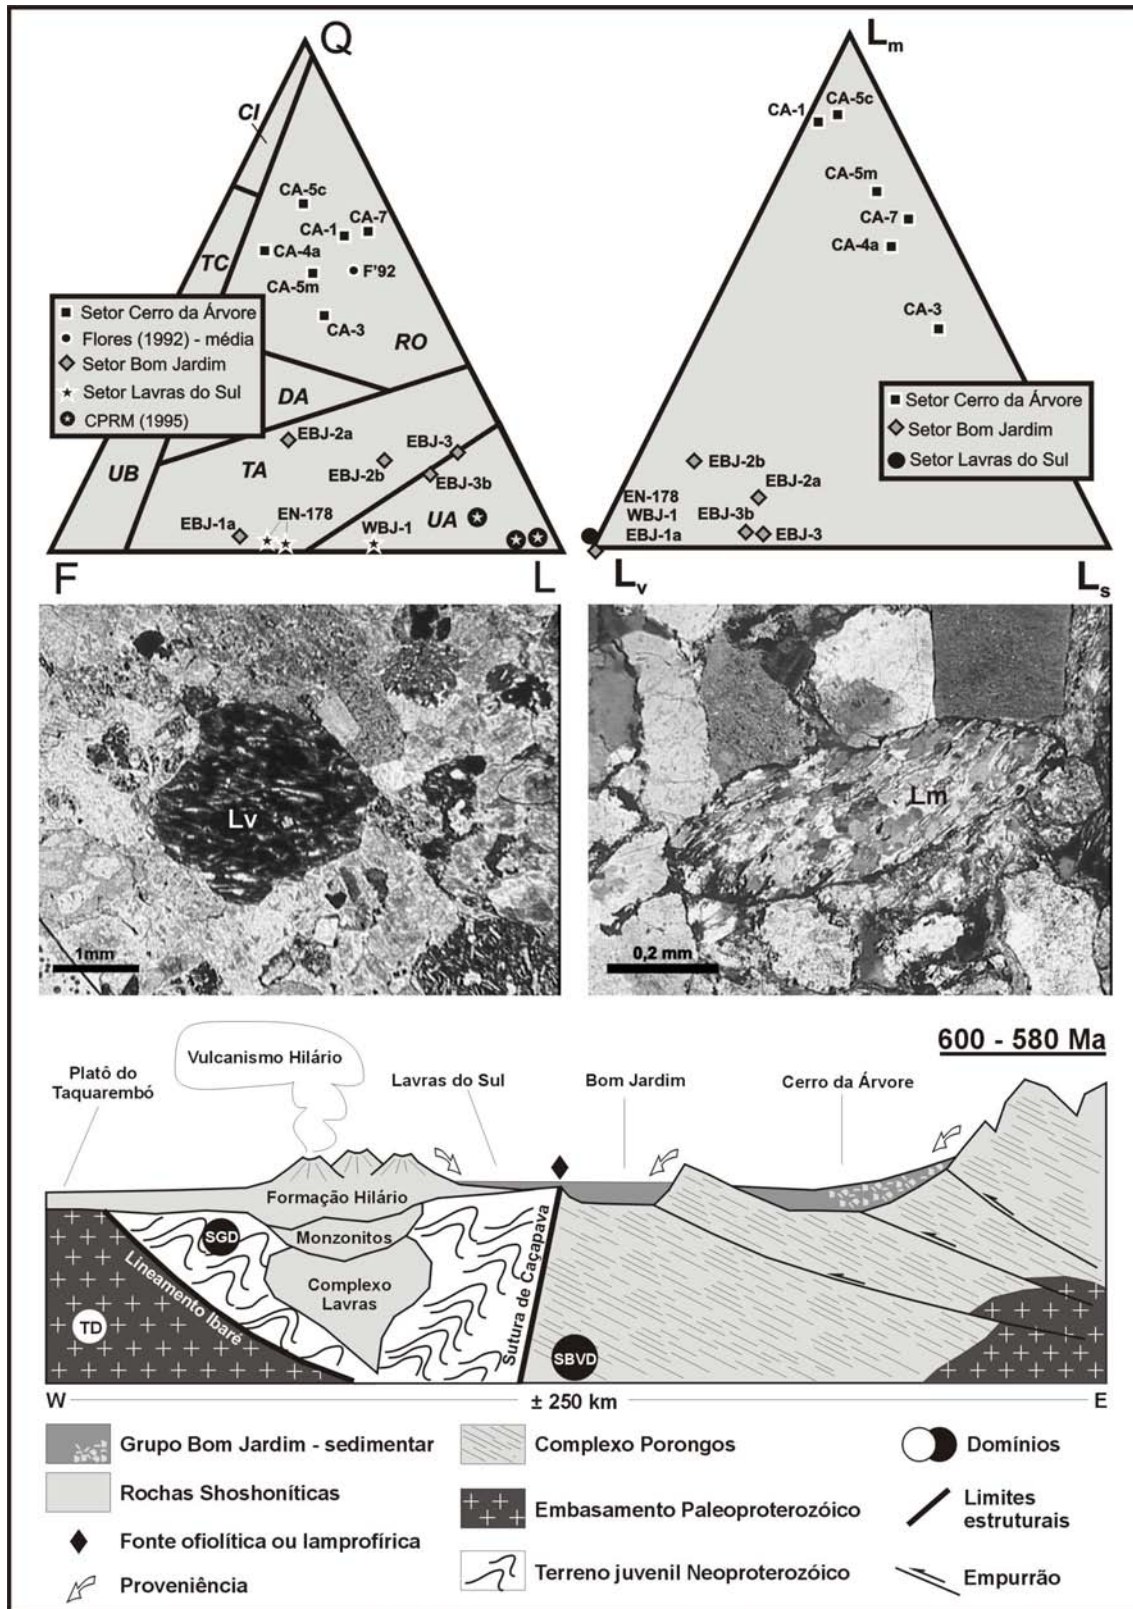 Q
CI
CA-5c
CA-1
CA-7
CA-4a
TC
F'92
CA-5m
CA-3
RO
Setor Cerro da Árvore
Flores (1992) - média
Setor Bom Jardim
Setor Lavras do Sul
CPRM (1995)
DA
EBJ-2a
EBJ-3
UB
TA
EBJ-2b
EBJ-3b
EN-178
EBJ-1a
WBJ-1
UA
F
L
Lm
CA-1
CA-5c
CA-5m
CA-7
CA-4a
CA-3
Setor Cerro da Árvore
Setor Bom Jardim
Setor Lavras do Sul
EBJ-2b
EBJ-2a
EN-178
WBJ-1
EBJ-3b
EBJ-1a
EBJ-3
Lv
Ls
Lv
1mm
Lm
0,2 mm
600 - 580 Ma
Vulcanismo Hilário
Platô do
Taquarembó
Lavras do Sul
Bom Jardim
Cerro da Árvore
Formação Hilário
SGD
Monzonitos
Complexo
Lavras
Lineamento Ibaré
Sutura de Caçapava
TD
SBVD
W
± 250 km
E
Grupo Bom Jardim - sedimentar
Complexo Porongos
Domínios
Rochas Shoshoníticas
Embasamento Paleoproterozóico
Limites
estruturais
Fonte ofiolítica ou lamprofírica
Terreno juvenil Neoproterozóico
Empurrão
Proveniência